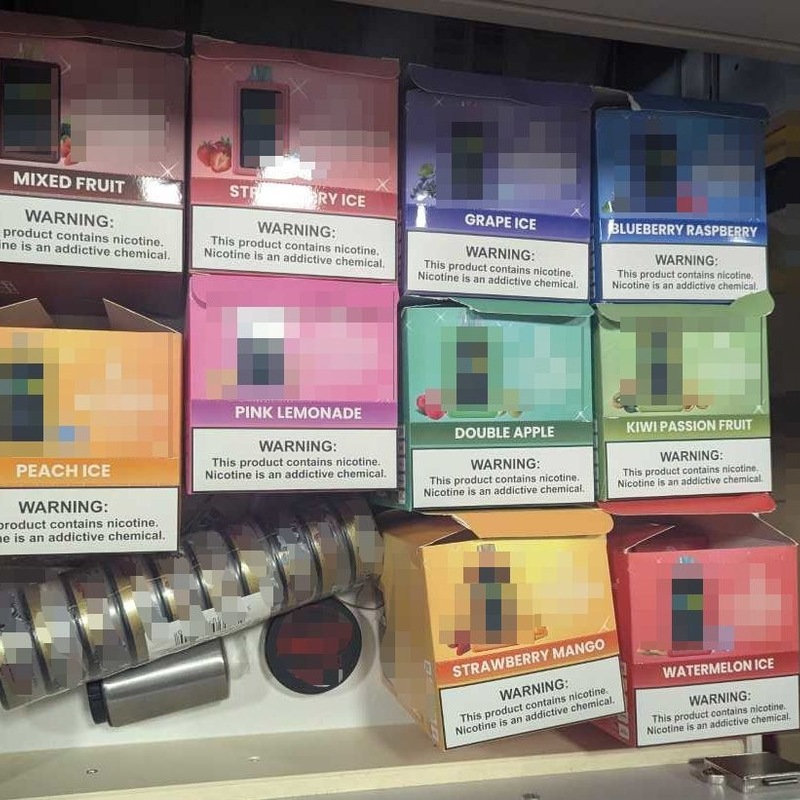 MIXED FRUIT
WARNING:
product contains nicotine.
ne is an addictive chemical.
STRAWBERRY ICE
WARNING:
This product contains nicotine.
Nicotine is an addictive chemical.
GRAPE ICE
WARNING:
This product contains nicotine.
Nicotine is an addictive chemical.
BLUEBERRY RASPBERRY
WARNING:
This product contains nicotine.
Nicotine is an addictive chemical.
PEACH ICE
WARNING:
product contains nicotine.
ne is an addictive chemical.
PINK LEMONADE
WARNING:
This product contains nicotine.
Nicotine is an addictive chemical.
DOUBLE APPLE
WARNING:
This product contains nicotine.
Nicotine is an addictive chemical.
KIWI PASSION FRUIT
WARNING:
This product contains nicotine.
Nicotine is an addictive chemical.
STRAWBERRY MANGO
WARNING:
This product contains nicotine.
Nicotine is an addictive chemical.
WATERMELON ICE
WARNING:
This product contains nicotine.
Nicotine is an addictive chemical.